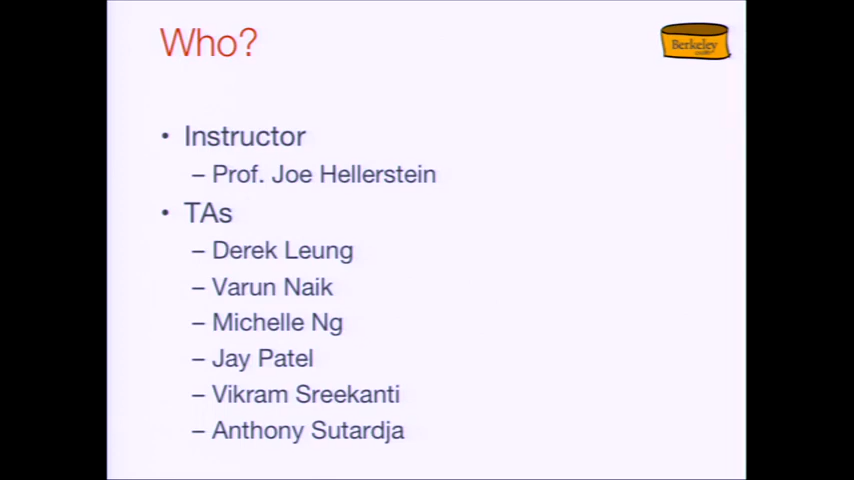 Who?
Berkeley
• Instructor
– Prof. Joe Hellerstein
• TAs
– Derek Leung
– Varun Naik
– Michelle Ng
– Jay Patel
– Vikram Sreekanti
– Anthony Sutardja